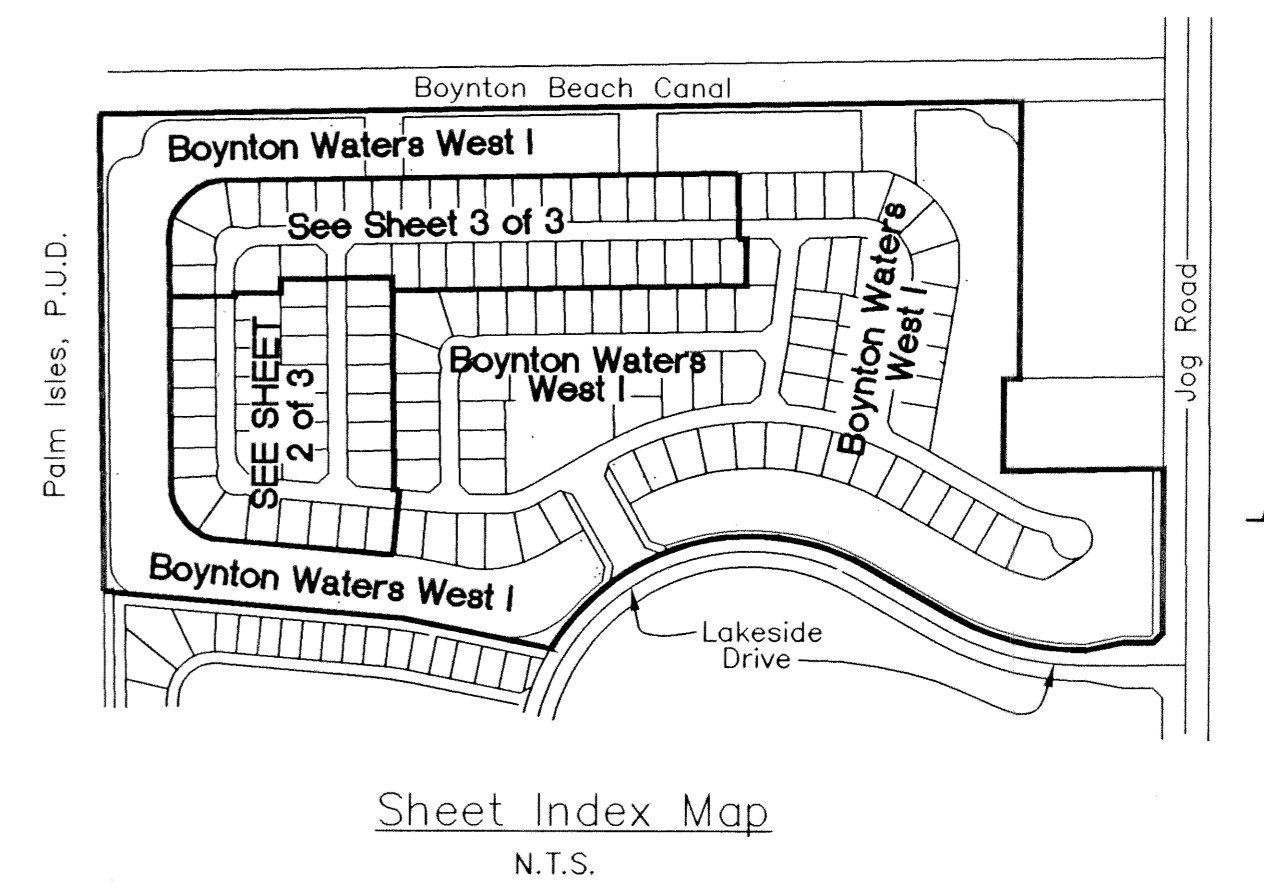 Boynton Beach Canal
Boynton Waters West I
See Sheet 3 of 3
Palm Isles, P.U.D.
SEE SHEET
2 of 3
Boynton Waters
West I
Boynton Waters
West I
Jog Road
Boynton Waters West I
Lakeside
Drive
Sheet Index Map
N.T.S.